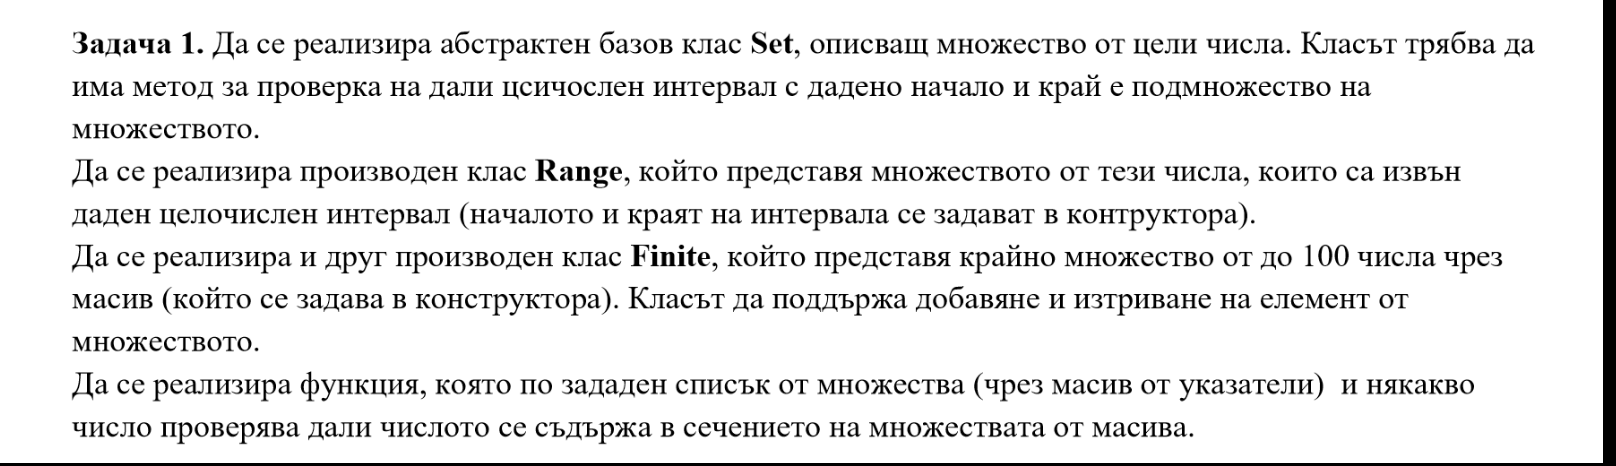 Задача 1. Да се реализира абстрактен базов клас Set, описващ множество от цели числа. Класът трябва да
има метод за проверка на дали цсичослен интервал с дадено начало и край е подмножество на
множеството.
Да се реализира производен клас Range, който представя множеството от тези числа, които са извън
даден целочислен интервал (началото и краят на интервала се задават в контруктора).
Да се реализира и друг производен клас Finite, който представя крайно множество от до 100 числа чрез
масив (който се задава в конструктора). Класът да поддържа добавяне и изтриване на елемент от
множеството.
Да се реализира функция, която по зададен списък от множества (чрез масив от указатели)  и някакво
число проверява дали числото се съдържа в сечението на множествата от масива.